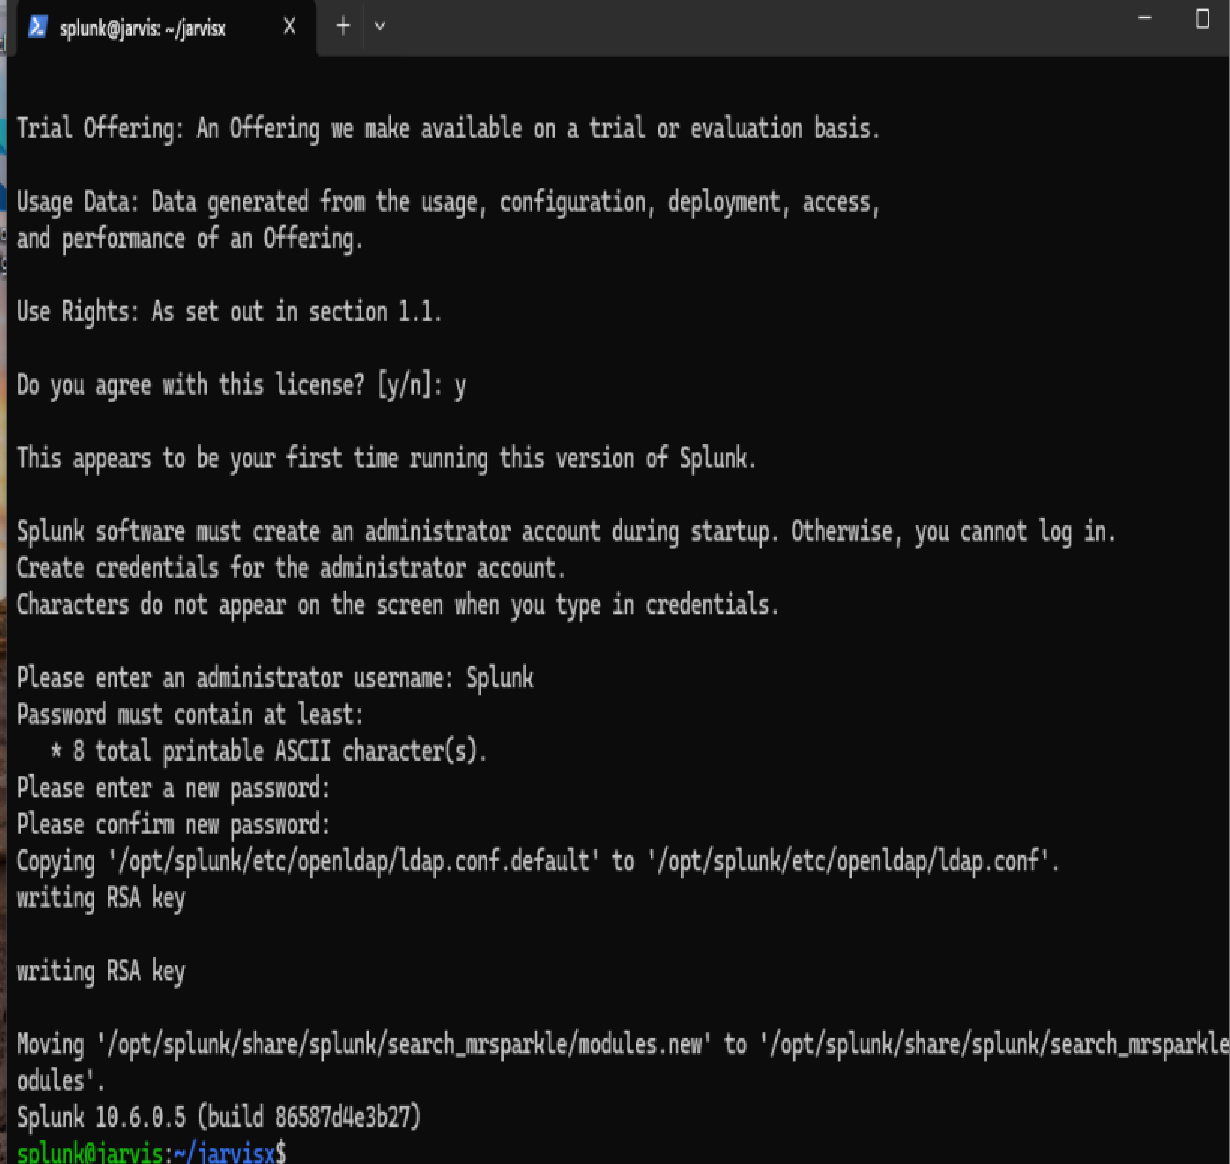 splunk@jarvis: ~/jarvisx
Trial Offering: An Offering we make available on a trial or evaluation basis.
Usage Data: Data generated from the usage, configuration, deployment, access,
and performance of an Offering.
Use Rights: As set out in section 1.1.
Do you agree with this license? [y/n]: y
This appears to be your first time running this version of Splunk.
Splunk software must create an administrator account during startup. Otherwise, you cannot log in.
Create credentials for the administrator account.
Characters do not appear on the screen when you type in credentials.
Please enter an administrator username: Splunk
Password must contain at least:
* 8 total printable ASCII character(s).
Please enter a new password:
Please confirm new password:
Copying '/opt/splunk/etc/openldap/ldap.conf.default' to '/opt/splunk/etc/openldap/ldap.conf'.
writing RSA key
writing RSA key
Moving '/opt/splunk/share/splunk/search_mrsparkle/modules.new' to '/opt/splunk/share/splunk/search_mrsparkle
odules'.
Splunk 10.6.0.5 (build 86587d4e3b27)
splunk@jarvis:~/jarvisx$